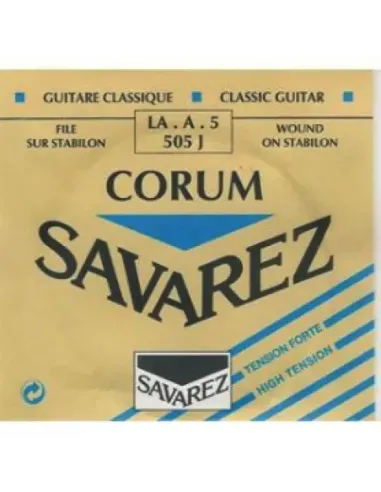 GUITARE CLASSIQUE
CLASSIC GUITAR
FILE
SUR STABILON
LA . A . 5
505 J
WOUND
ON STABILON
CORUM
SAVAREZ
TENSION FORTE
HIGH TENSION
SAVAREZ